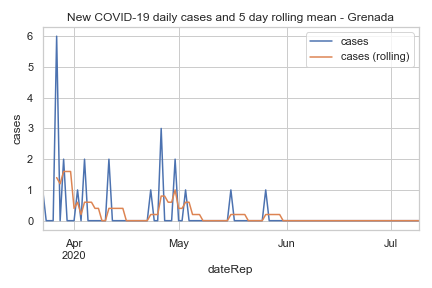 New COVID-19 daily cases and 5 day rolling mean - Grenada
cases
cases (rolling)
6
5
4
3
2
1
0
cases
Apr
2020
May
Jun
Jul
dateRep